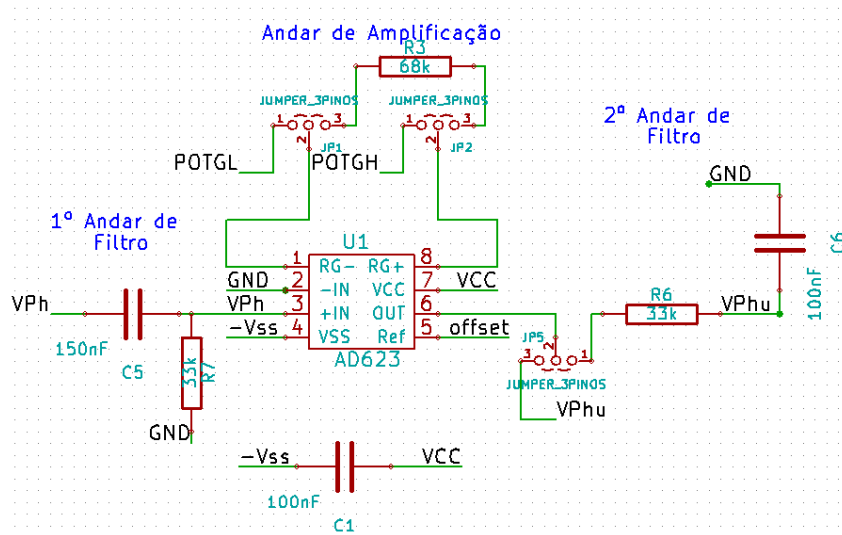 Andar de Amplificação
R3
68k
JUMPER_3PINOS
JUMPER_3PINOS
1
3
1
3
2
JP1
2
JP2
POTGL
POTGH
2º Andar de
Filtro
GND
1º Andar de
Filtro
U1
C6
100nF
1
RG-
RG+
8
GND
2
-IN
VCC
7
VCC
VPh
VPh
3
+IN
OUT
6
R6
33k
VPhu
-Vss
4
VSS
Ref
5
offset
AD623
150nF
C5
33k
R7
JP5
3
2
1
JUMPER_3PINOS
VPhu
GND
-Vss
VCC
100nF
C1